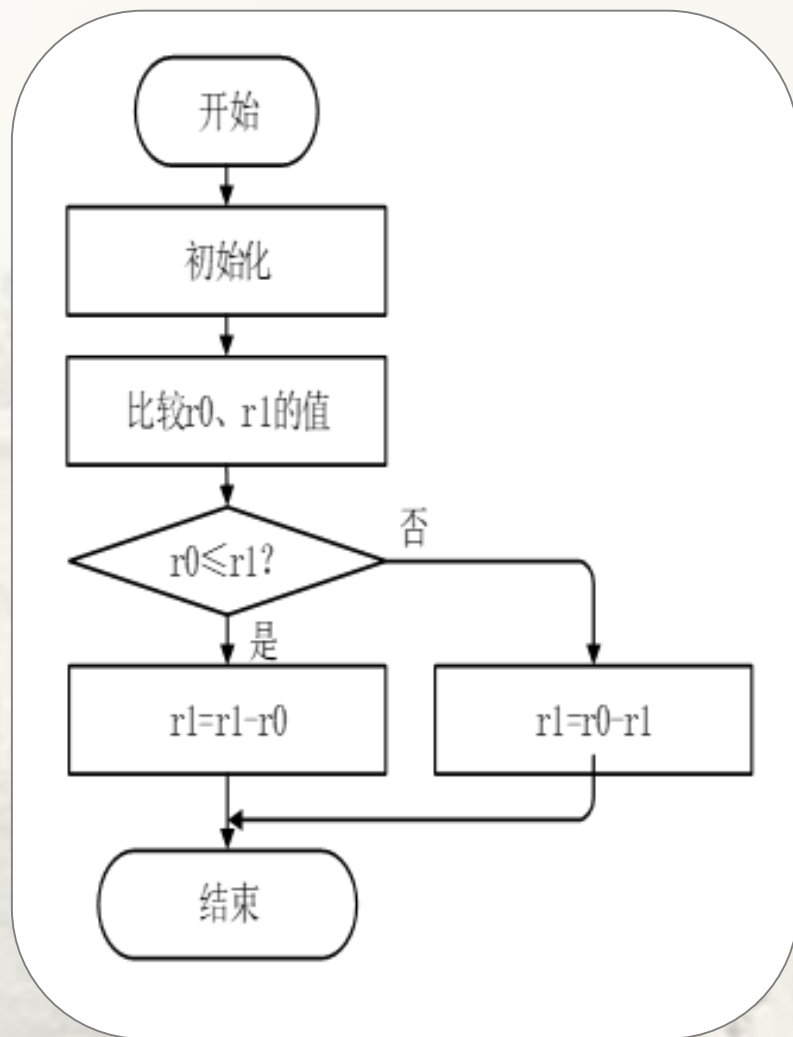 开始
初始化
比较r0、r1的值
r0≤r1?
否
是
r1=r1-r0
r1=r0-r1
结束